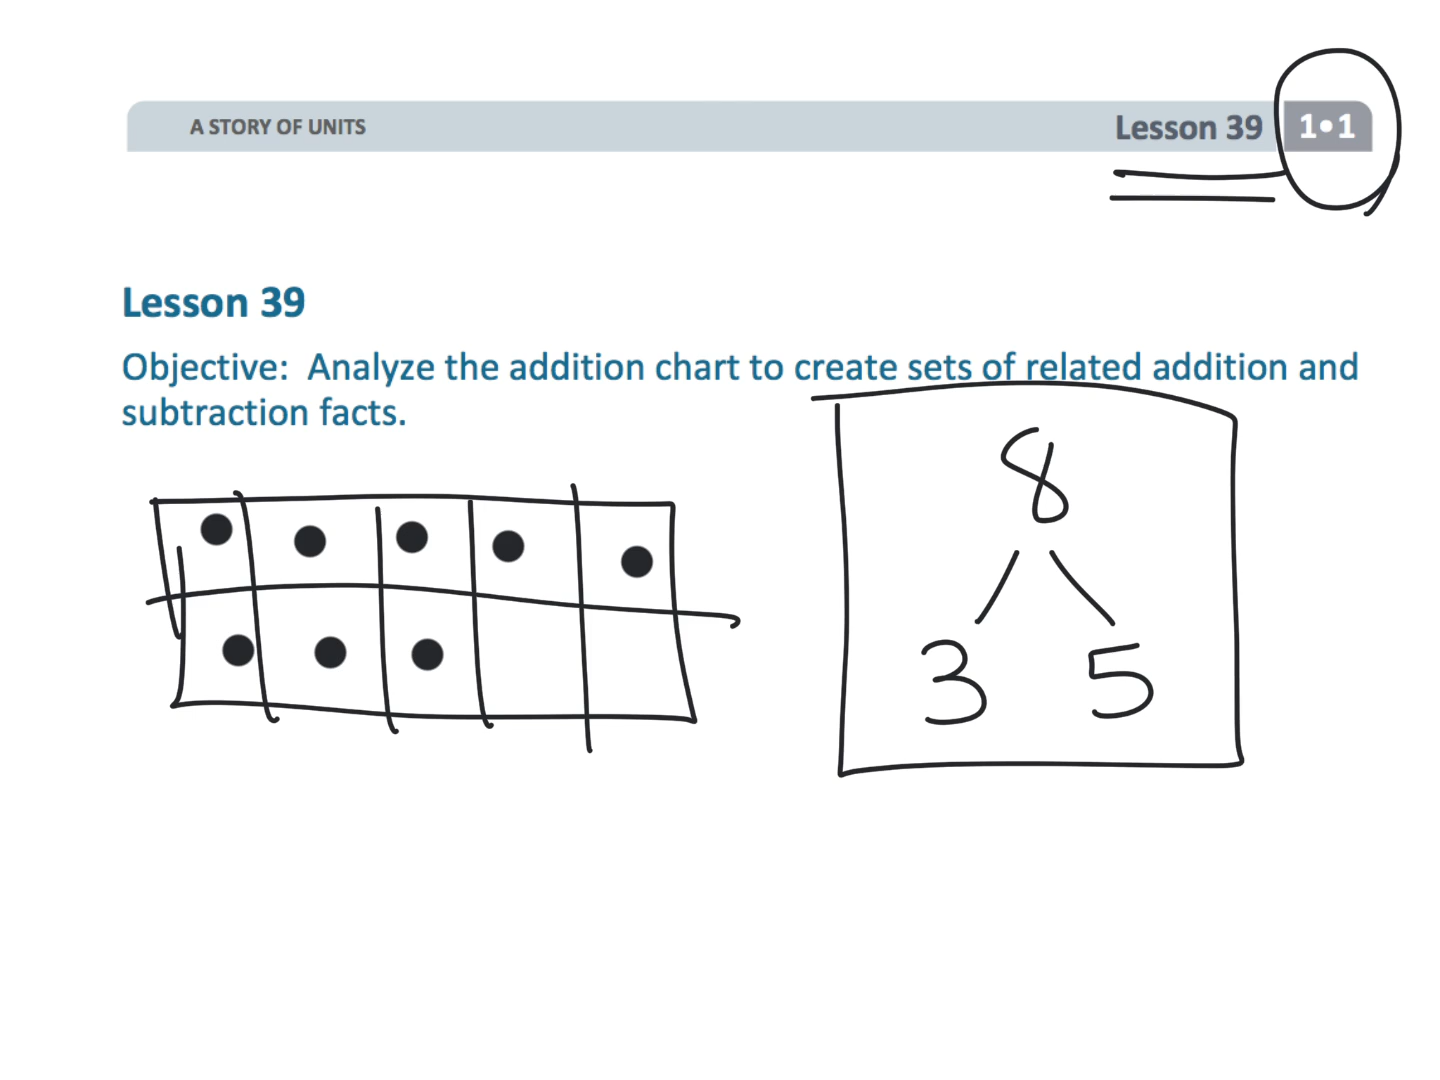 A STORY OF UNITS
Lesson 39 1•1
Lesson 39
Objective: Analyze the addition chart to create sets of related addition and
subtraction facts.
8
3 5